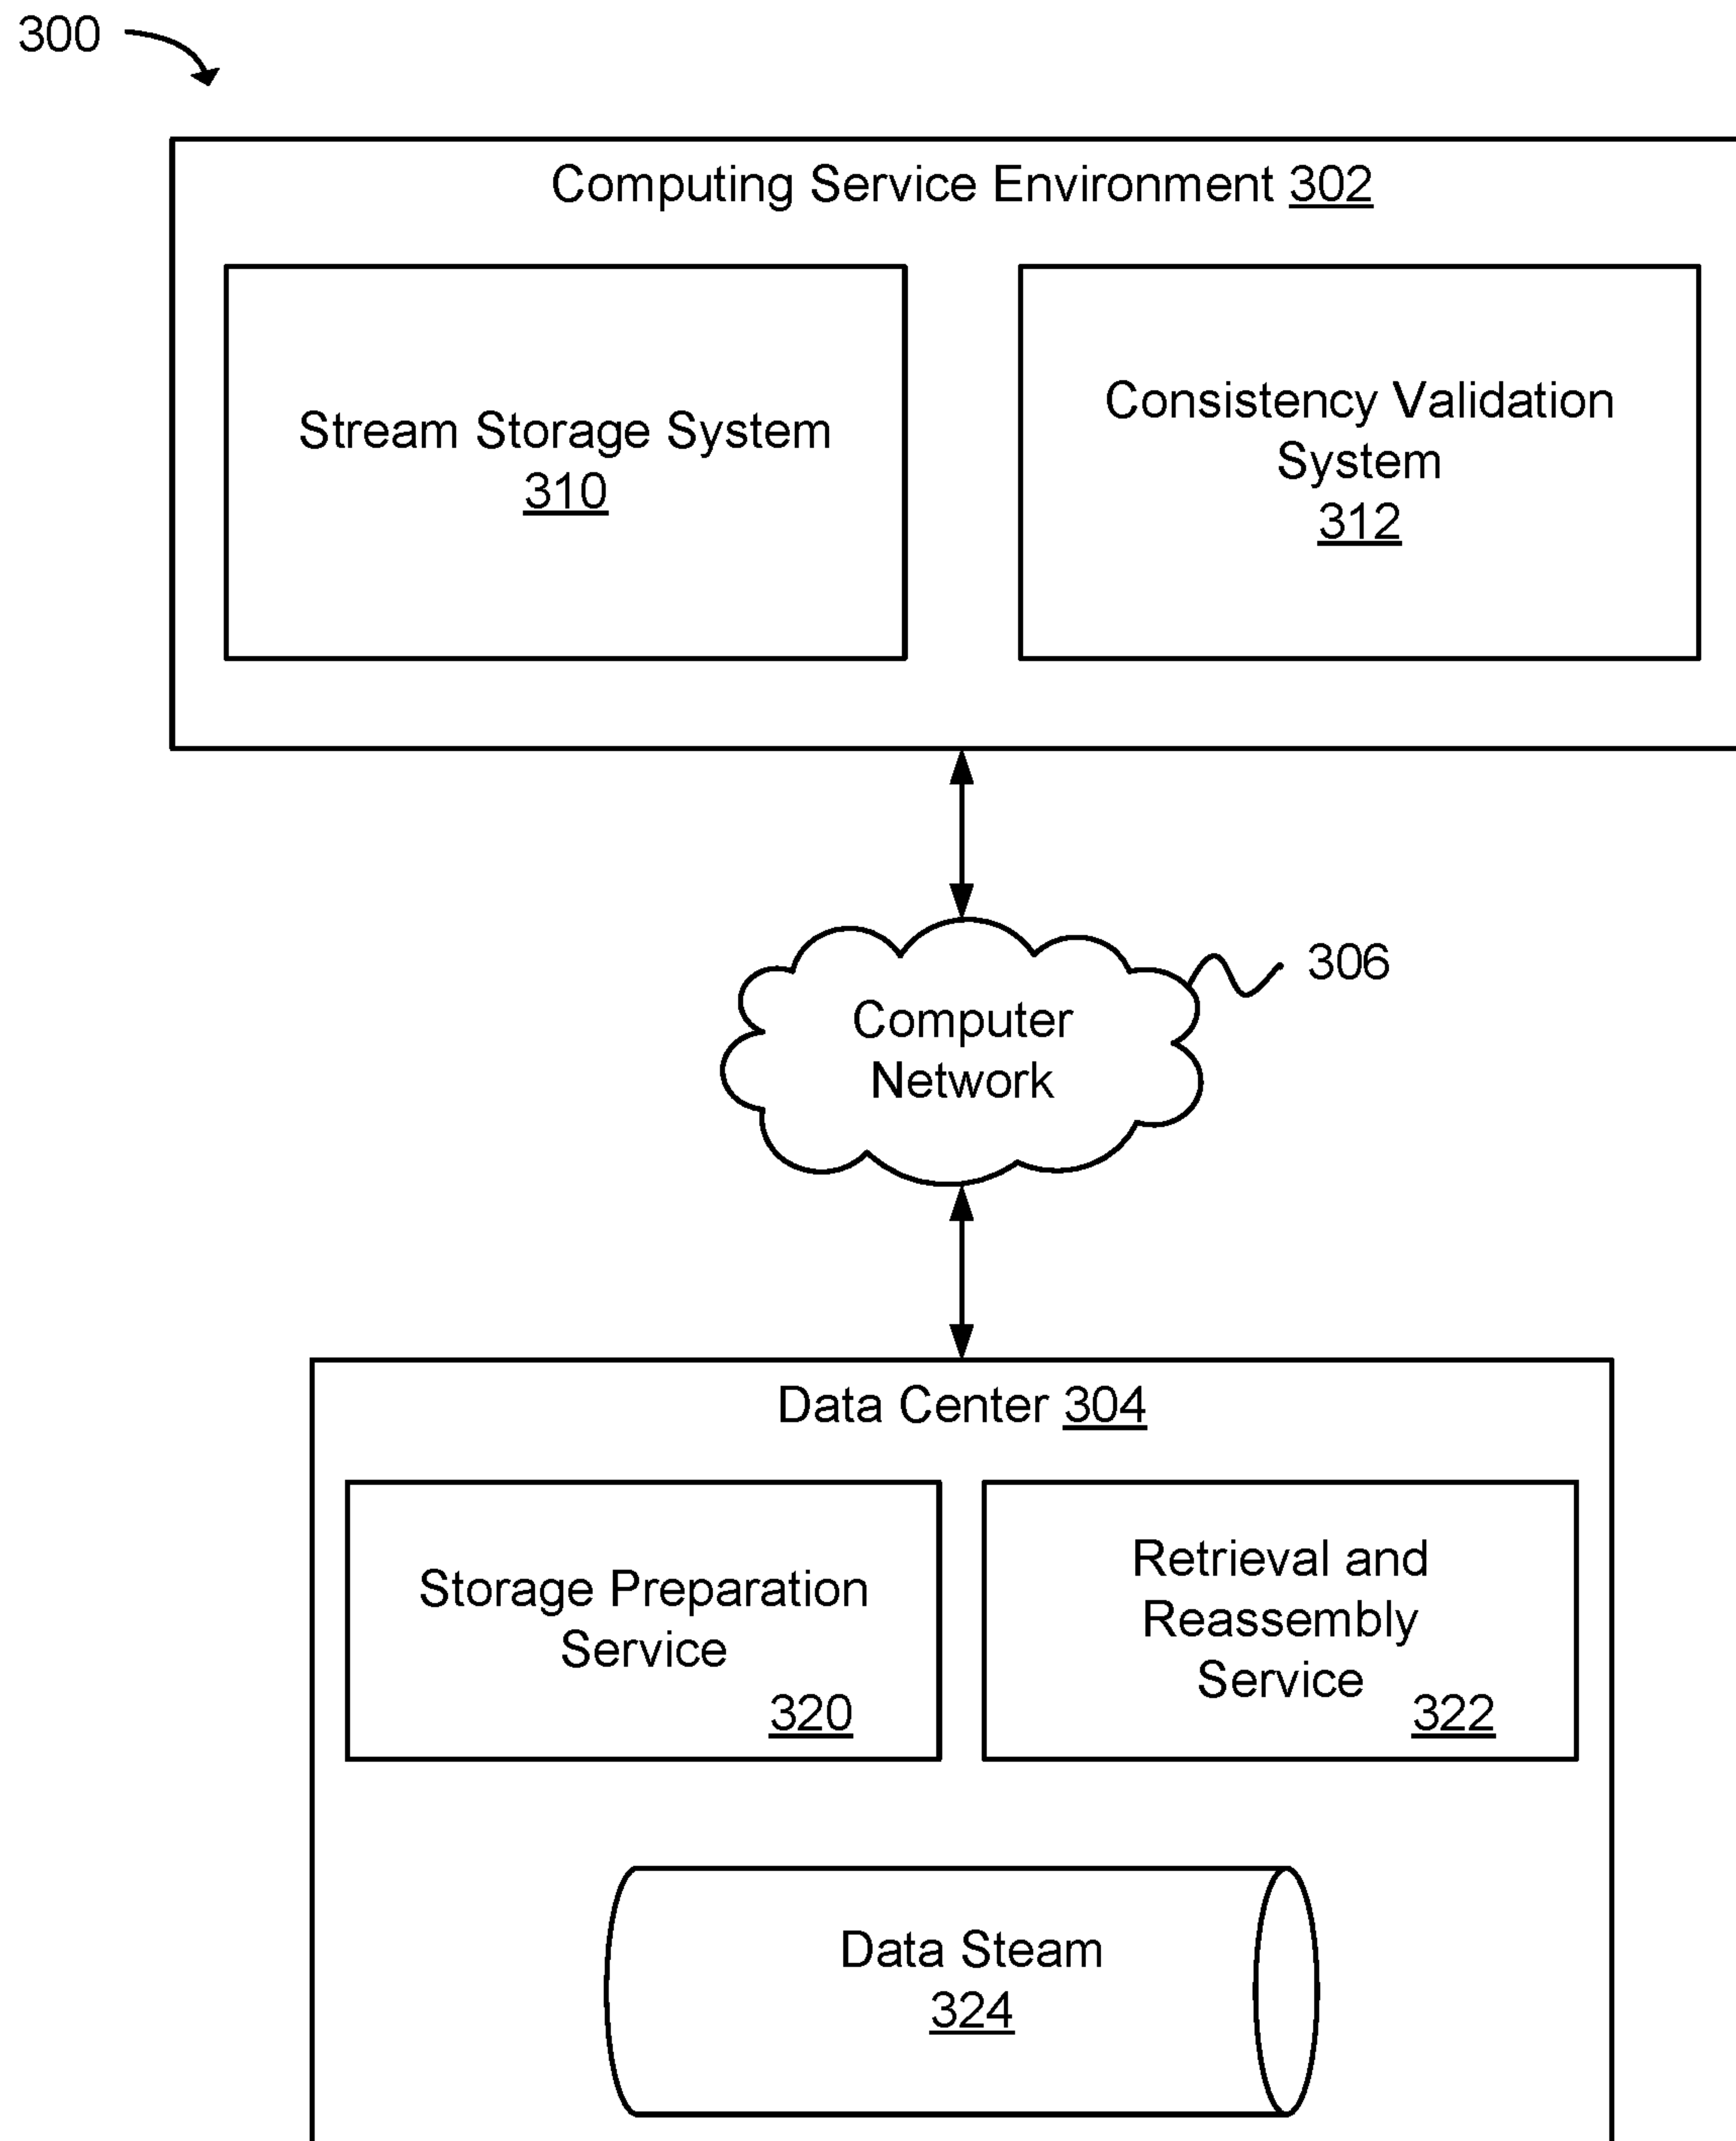 300
Computing Service Environment 302
Stream Storage System
310
Consistency Validation
System
312
306
Computer
Network
Data Center 304
Storage Preparation
Service
320
Retrieval and
Reassembly
Service
322
Data Steam
324